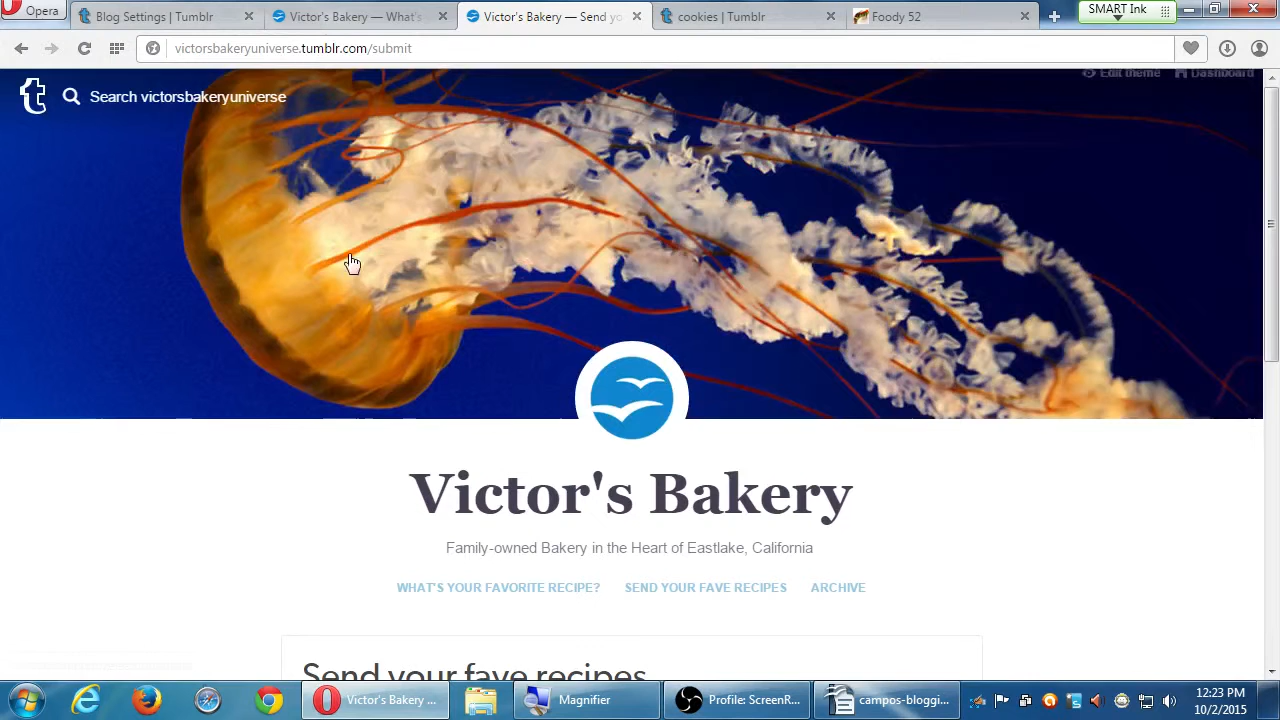 Opera
Blog Settings | Tumblr
Victor's Bakery — What's
Victor's Bakery — Send yo
cookies | Tumblr
Foody 52
SMART Ink
victorsbakeryuniverse.tumblr.com/submit
Edit theme
Dashboard
Search victorsbakeryuniverse
Victor's Bakery
Family-owned Bakery in the Heart of Eastlake, California
WHAT'S YOUR FAVORITE RECIPE?
SEND YOUR FAVE RECIPES
ARCHIVE
Send your fave recipes
Victor's Bakery ...
Magnifier
Profile: ScreenR...
campos-bloggi...
12:23 PM
10/2/2015